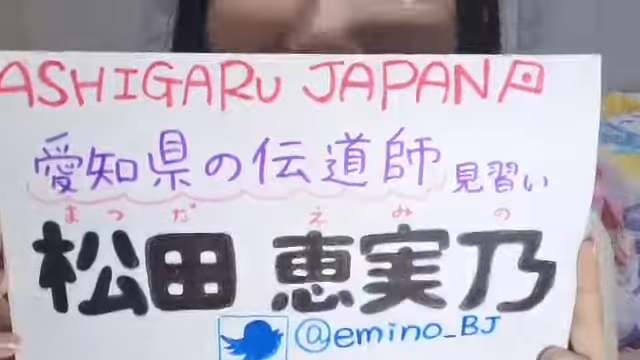 ASHIGARU JAPAN
愛知県の伝道師 見習い
まつだ えみの
松田 恵実乃
@emino_BJ